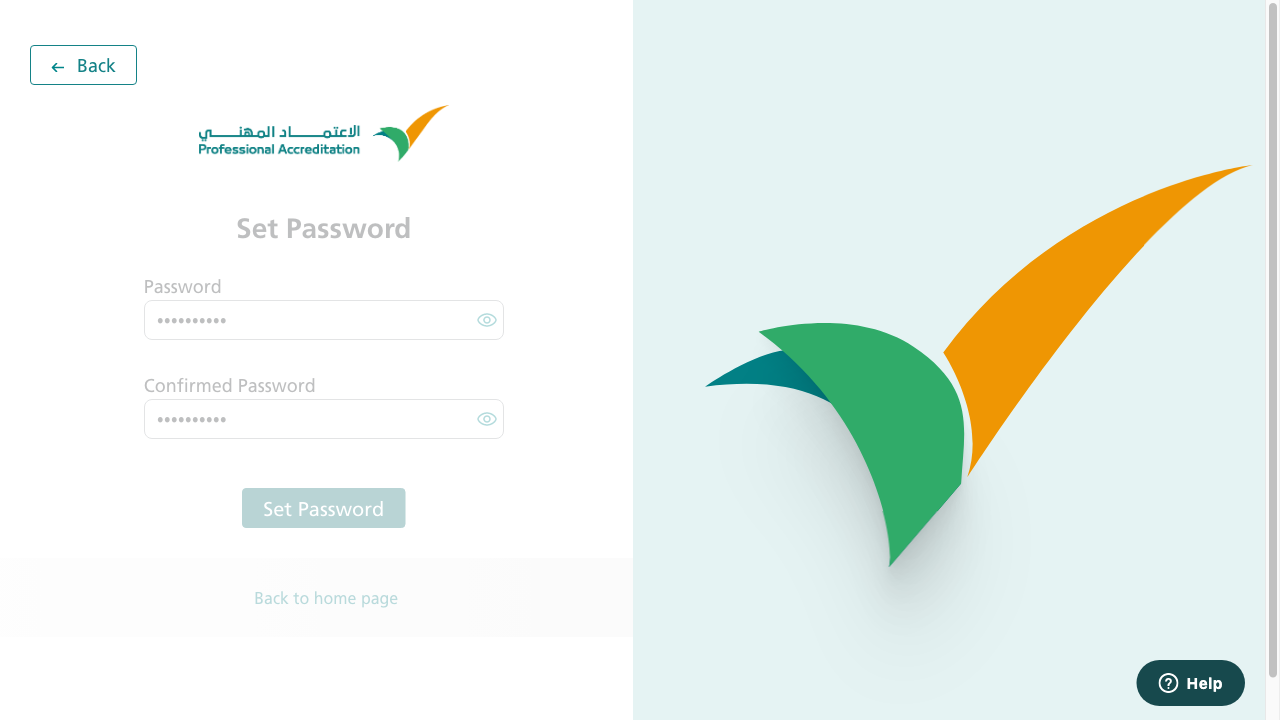 ← Back
الاعتمـــاد المهنـــي
Professional Accreditation
Set Password
Password
••••••••••
Confirmed Password
••••••••••
Set Password
Back to home page
Help